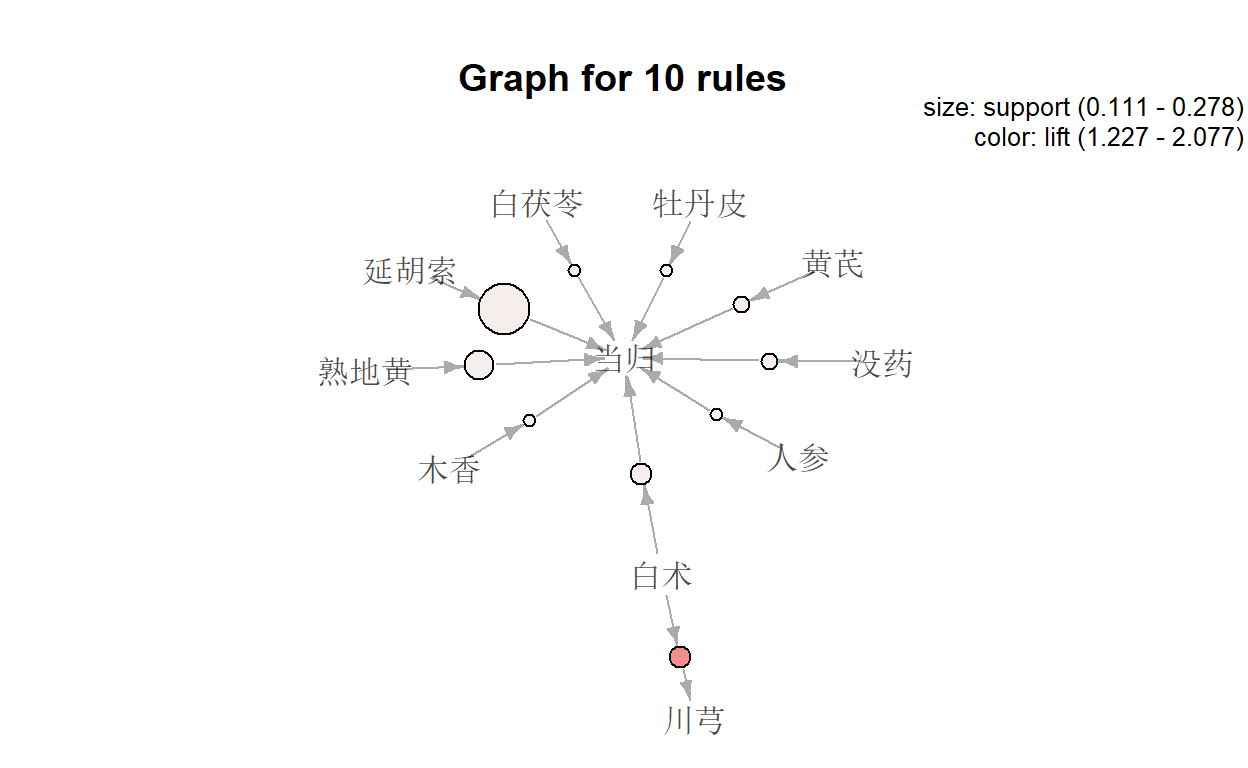 Graph for 10 rules
size: support (0.111 - 0.278)
color: lift (1.227 - 2.077)
白茯苓
牡丹皮
延胡索
黄芪
当归
熟地黄
没药
木香
人参
白术
川芎